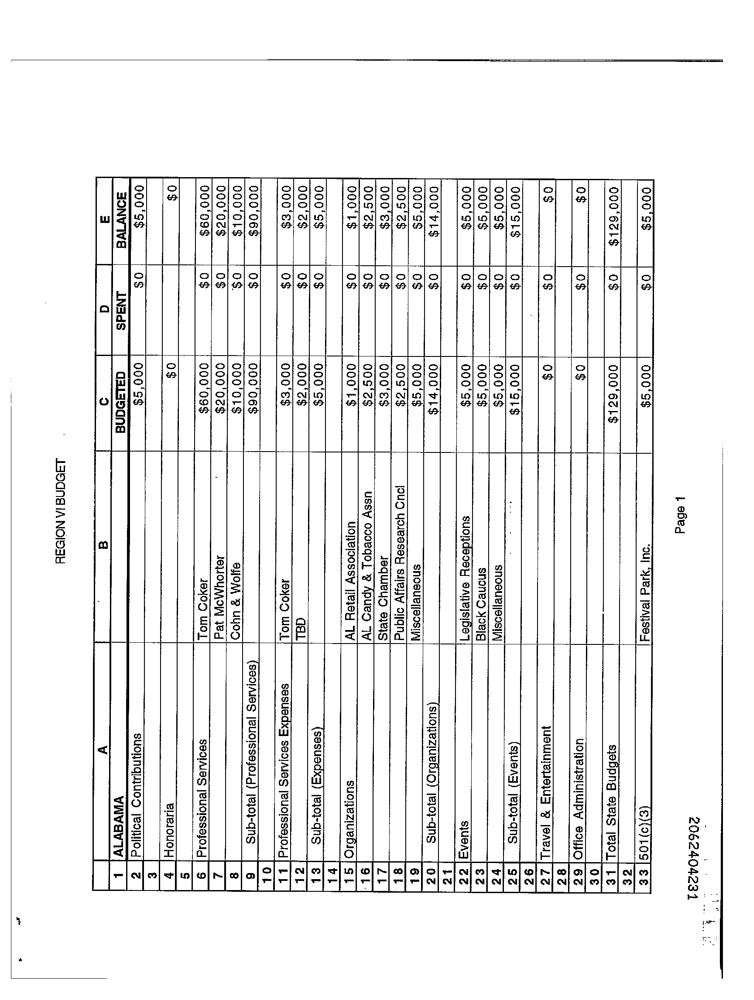 REGION VI BUDGET
A B C D E
1 ALABAMA BUDGETED SPENT BALANCE
2 Political Contributions $5,000 $0 $5,000
3
4 Honoraria $0 $0
5
6 Professional Services Tom Coker $60,000 $0 $60,000
7 Pat McWhorter $20,000 $0 $20,000
8 Cohn & Wolfe $10,000 $0 $10,000
9 Sub-total (Professional Services) $90,000 $0 $90,000
10
11 Professional Services Expenses Tom Coker $3,000 $0 $3,000
12 TBD $2,000 $0 $2,000
13 Sub-total (Expenses) $5,000 $0 $5,000
14
15 Organizations AL Retail Association $1,000 $0 $1,000
16 AL Candy & Tobacco Assn $2,500 $0 $2,500
17 State Chamber $3,000 $0 $3,000
18 Public Affairs Research Cncl $2,500 $0 $2,500
19 Miscellaneous $5,000 $0 $5,000
20 Sub-total (Organizations) $14,000 $0 $14,000
21
22 Events Legislative Receptions $5,000 $0 $5,000
23 Black Caucus $5,000 $0 $5,000
24 Miscellaneous $5,000 $0 $5,000
25 Sub-total (Events) $15,000 $0 $15,000
26
27 Travel & Entertainment $0 $0 $0
28
29 Office Administration $0 $0 $0
30
31 Total State Budgets $129,000 $0 $129,000
32
33 501(c)(3) Festival Park, Inc. $5,000 $0 $5,000
Page 1
2062404231